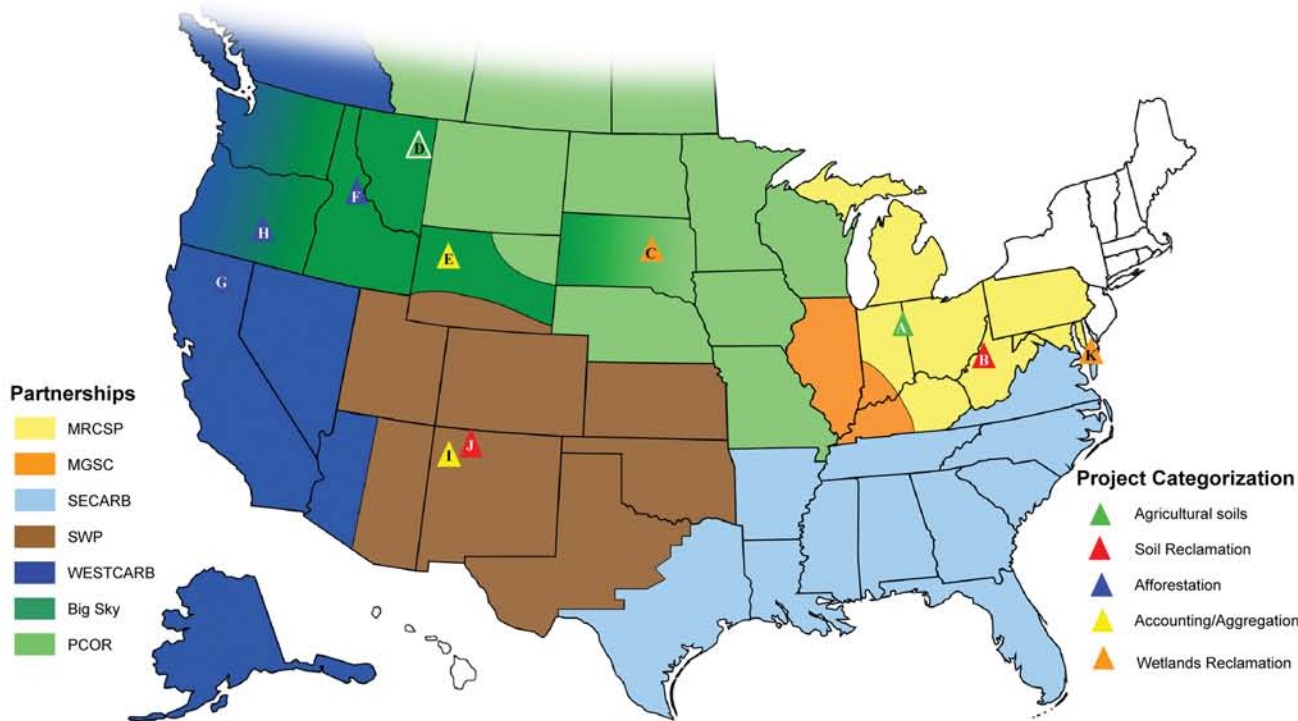 D
F
H
E
C
G
A
B
K
I
J
Partnerships
MRCSP
MGSC
SECARB
SWP
WESTCARB
Big Sky
PCOR
Project Categorization
Agricultural soils
Soil Reclamation
Afforestation
Accounting/Aggregation
Wetlands Reclamation